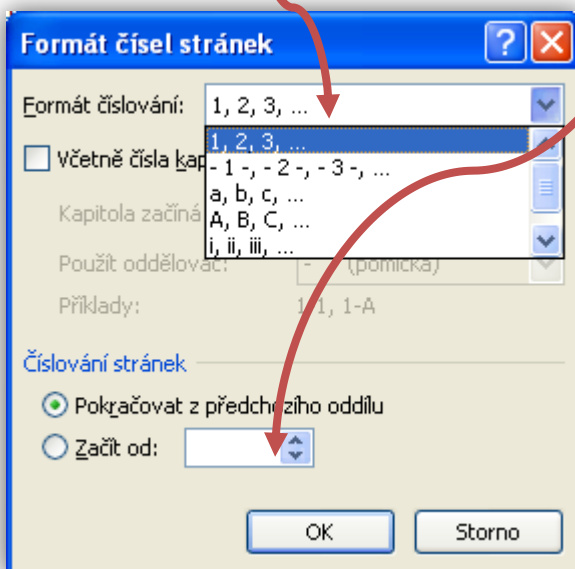 Formát čísel stránek
Formát číslování: 1, 2, 3, ...
1, 2, 3, ...
Včetně čísla kap
- 1 -, - 2 -, - 3 -, ...
a, b, c, ...
Kapitola začíná
A, B, C, ...
i, ii, iii, ...
Použít oddělovač: - (pomlčka)
Příklady: 1-1, 1-A
Číslování stránek
Pokračovat z předchozího oddílu
Začít od:
OK Storno